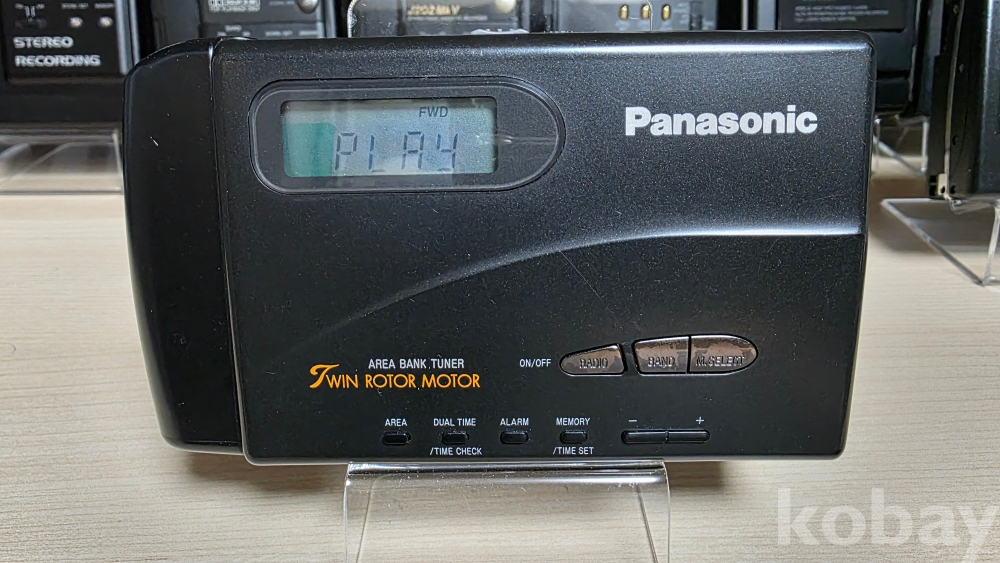 STEREO
RECORDING
FWD
PLAY
Panasonic
AREA BANK TUNER
TWIN ROTOR MOTOR
ON/OFF
RADIO
BAND
M.SELECT
AREA
DUAL TIME
/TIME CHECK
ALARM
MEMORY
/TIME SET
−
+
kobay